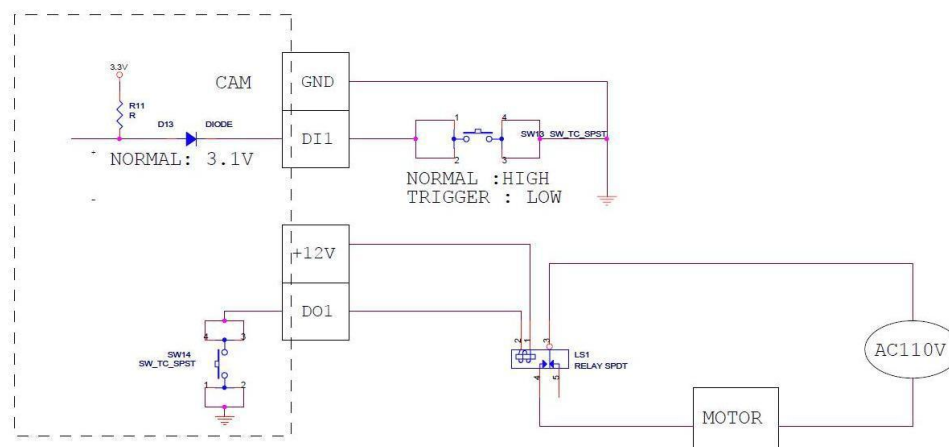 3.3V
CAM
GND
R11
R
D13
DIODE
DI1
1
4
SW13 SW_TC_SPST
+
NORMAL: 3.1V
2
3
-
NORMAL :HIGH
TRIGGER : LOW
+12V
DO1
4
3
2
1
3
SW14
SW_TC_SPST
LS1
RELAY SPDT
AC110V
1
2
4
5
MOTOR